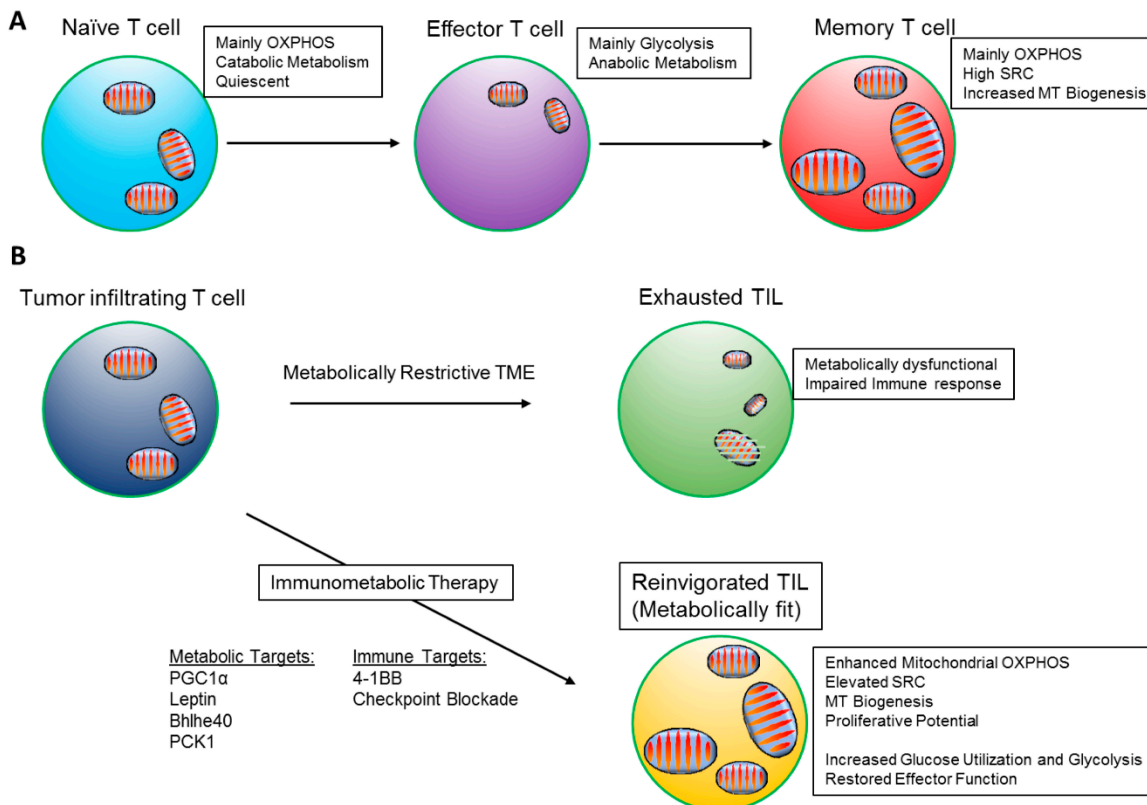 A
Naïve T cell
Mainly OXPHOS
Catabolic Metabolism
Quiescent
Effector T cell
Mainly Glycolysis
Anabolic Metabolism
Memory T cell
Mainly OXPHOS
High SRC
Increased MT Biogenesis
B
Tumor infiltrating T cell
Metabolically Restrictive TME
Exhausted TIL
Metabolically dysfunctional
Impaired Immune response
Immunometabolic Therapy
Metabolic Targets:
PGC1α
Leptin
Bhlhe40
PCK1
Immune Targets:
4-1BB
Checkpoint Blockade
Reinvigorated TIL
(Metabolically fit)
Enhanced Mitochondrial OXPHOS
Elevated SRC
MT Biogenesis
Proliferative Potential
Increased Glucose Utilization and Glycolysis
Restored Effector Function